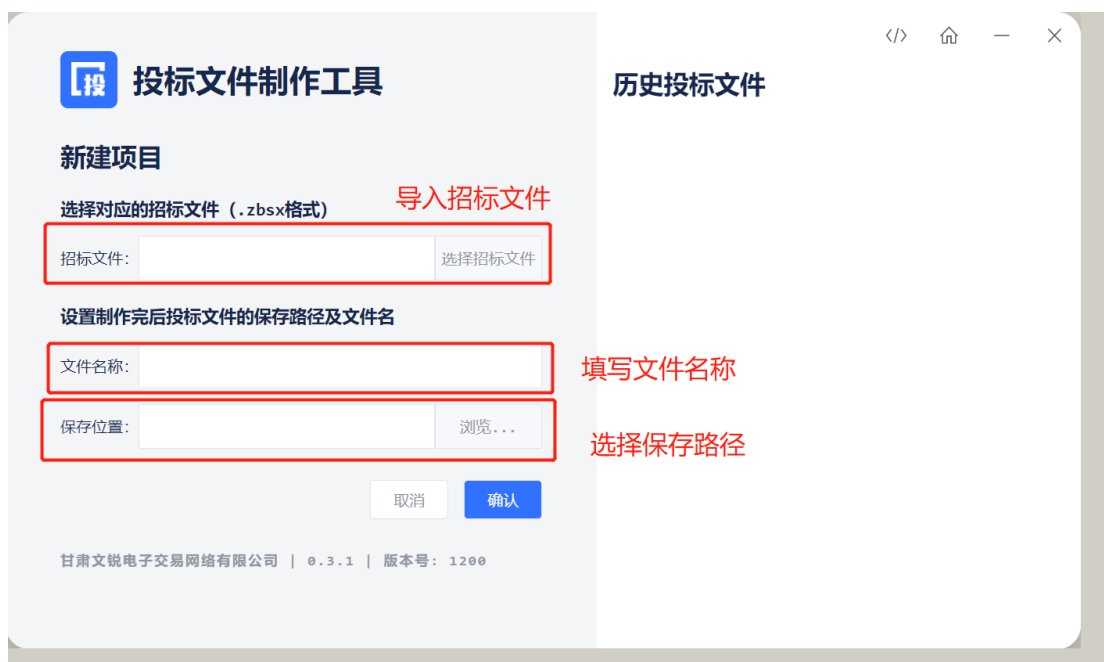 投
投标文件制作工具
历史投标文件
新建项目
导入招标文件
选择对应的招标文件（.zbsx格式）
招标文件：
选择招标文件
设置制作完后投标文件的保存路径及文件名
文件名称：
填写文件名称
保存位置：
浏览...
选择保存路径
取消
确认
甘肃文锐电子交易网络有限公司 | 0.3.1 | 版本号: 1200